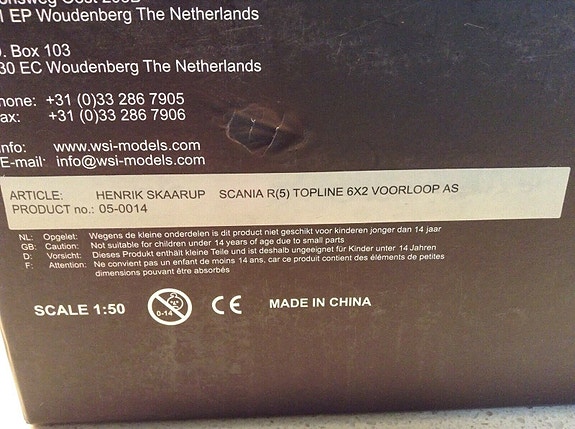 1 EP Woudenberg The Netherlands
. Box 103
30 EC Woudenberg The Netherlands
hone: +31 (0)33 286 7905
ax: +31 (0)33 286 7906
nfo: www.wsi-models.com
E-mail: info@wsi-models.com
ARTICLE: HENRIK SKAARUP SCANIA R(5) TOPLINE 6X2 VOORLOOP AS
PRODUCT no.: 05-0014
NL: Opgelet: Wegens de kleine onderdelen is dit product niet geschikt voor kinderen jonger dan 14 jaar
GB: Caution: Not suitable for children under 14 years of age due to small parts
D: Vorsicht: Dieses Produkt enthält kleine Teile und ist deshalb ungeeignet für Kinder unter 14 Jahren
F: Attention: Ne convient pas un enfant de moins 14 ans, car ce produit contient des éléments de petites
dimensions pouvant être absorbés
SCALE 1:50 0-14 CE MADE IN CHINA